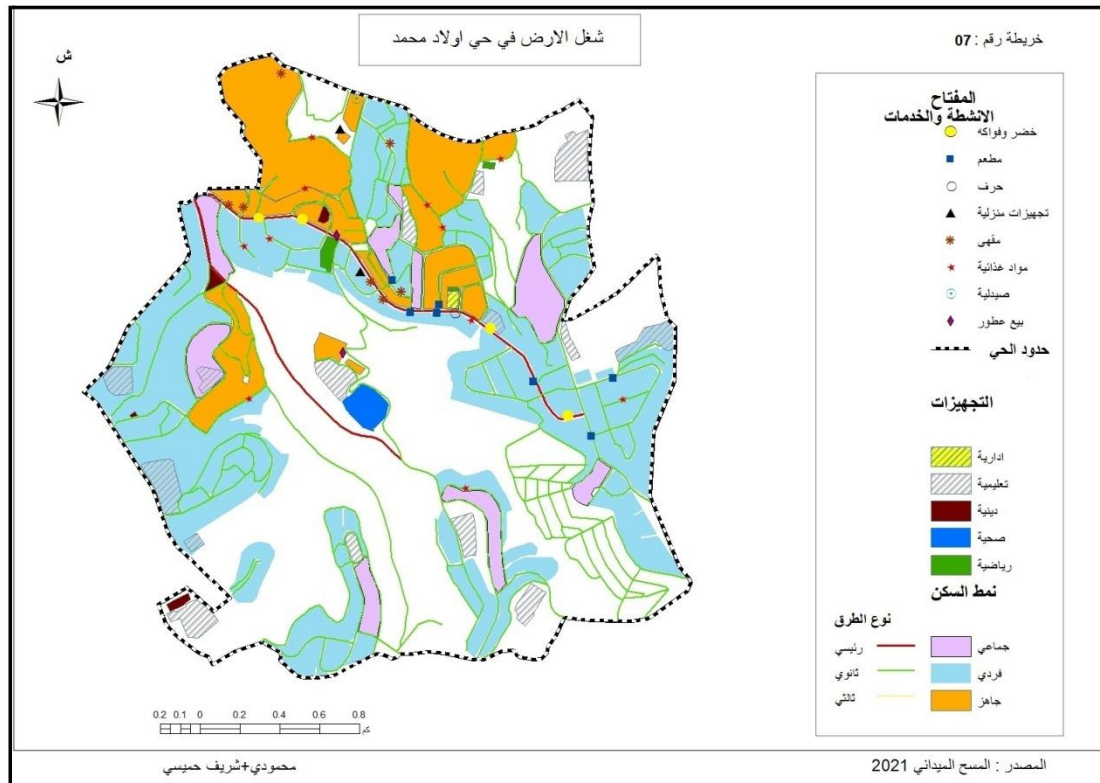 خريطة رقم : 07
شغل الارض في حي اولاد محمد
ش
المفتاح
الانشطة والخدمات
خضر وفواكه
مطعم
حرف
تجهيزات منزلية
مقهى
مواد غذائية
صيدلية
بيع عطور
حدود الحي
التجهيزات
ادارية
تعليمية
دينية
صحية
رياضية
نمط السكن
جماعي
فردي
جاهز
نوع الطرق
رئيسي
ثانوي
ثالثي
0.2 0.1 0 0.2 0.4 0.6 0.8
كم
المصدر : المسح الميداني 2021
محمودي+شريف خميسي